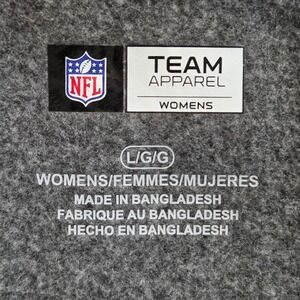 NFL
TEAM
APPAREL
WOMENS
L/G/G
WOMENS/FEMMES/MUJERES
MADE IN BANGLADESH
FABRIQUE AU BANGLADESH
HECHO EN BANGLADESH